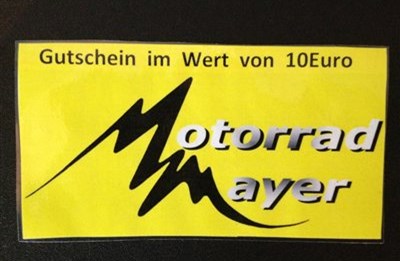 Gutschein im Wert von 10Euro
Motorrad
Mayer